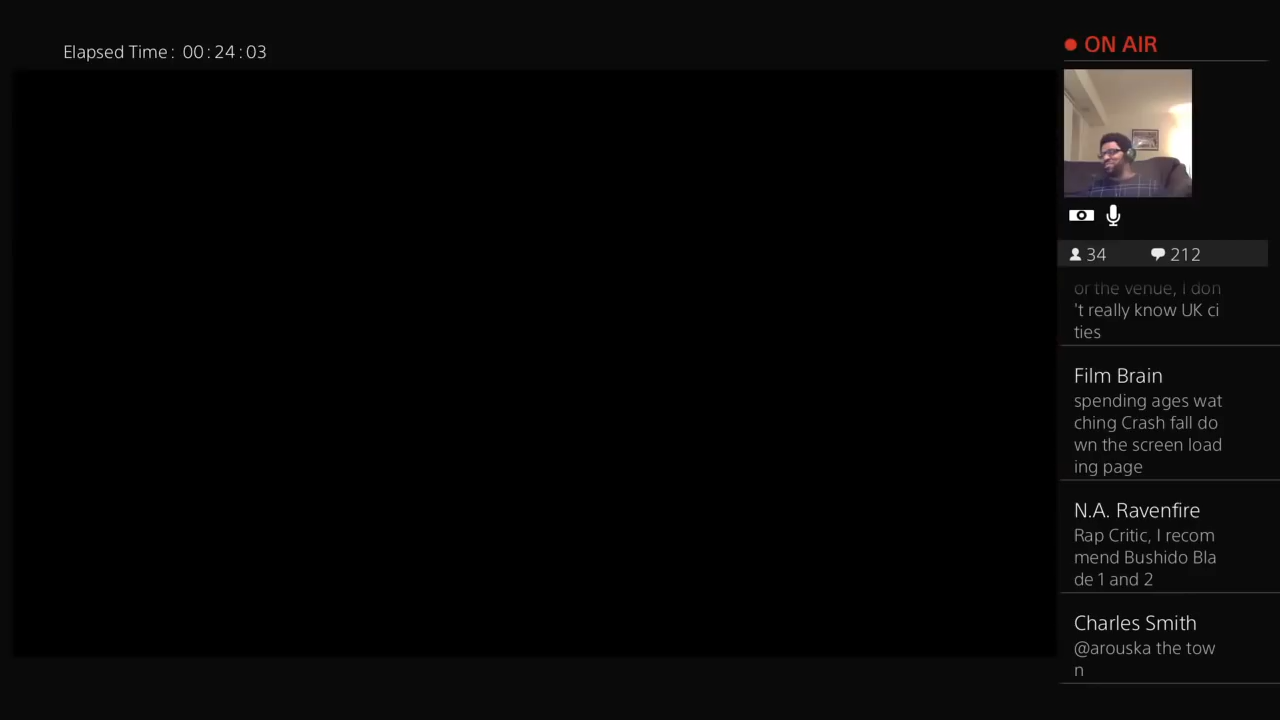 Elapsed Time: 00:24:03
ON AIR
34 212
or the venue, I don
't really know UK ci
ties
Film Brain
spending ages wat
ching Crash fall do
wn the screen load
ing page
N.A. Ravenfire
Rap Critic, I recom
mend Bushido Bla
de 1 and 2
Charles Smith
@arouska the tow
n